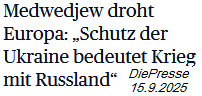 Medwedjew droht
Europa: „Schutz der
Ukraine bedeutet Krieg
mit Russland“ DiePresse
15.9.2025